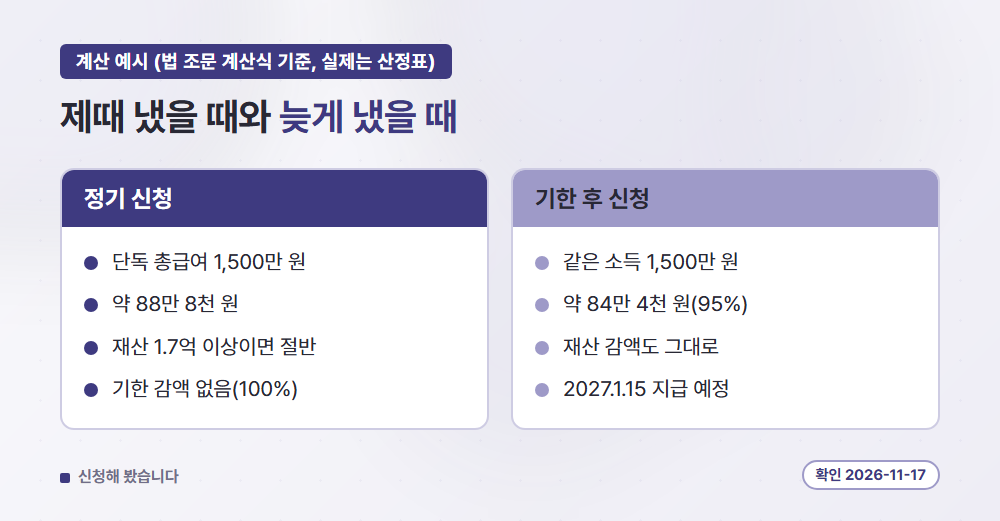 계산 예시 (법 조문 계산식 기준, 실제는 산정표)
제때 냈을 때와 늦게 냈을 때
정기 신청
단독 총급여 1,500만 원
약 88만 8천 원
재산 1.7억 이상이면 절반
기한 감액 없음(100%)
기한 후 신청
같은 소득 1,500만 원
약 84만 4천 원(95%)
재산 감액도 그대로
2027.1.15 지급 예정
신청해 봤습니다
확인 2026-11-17